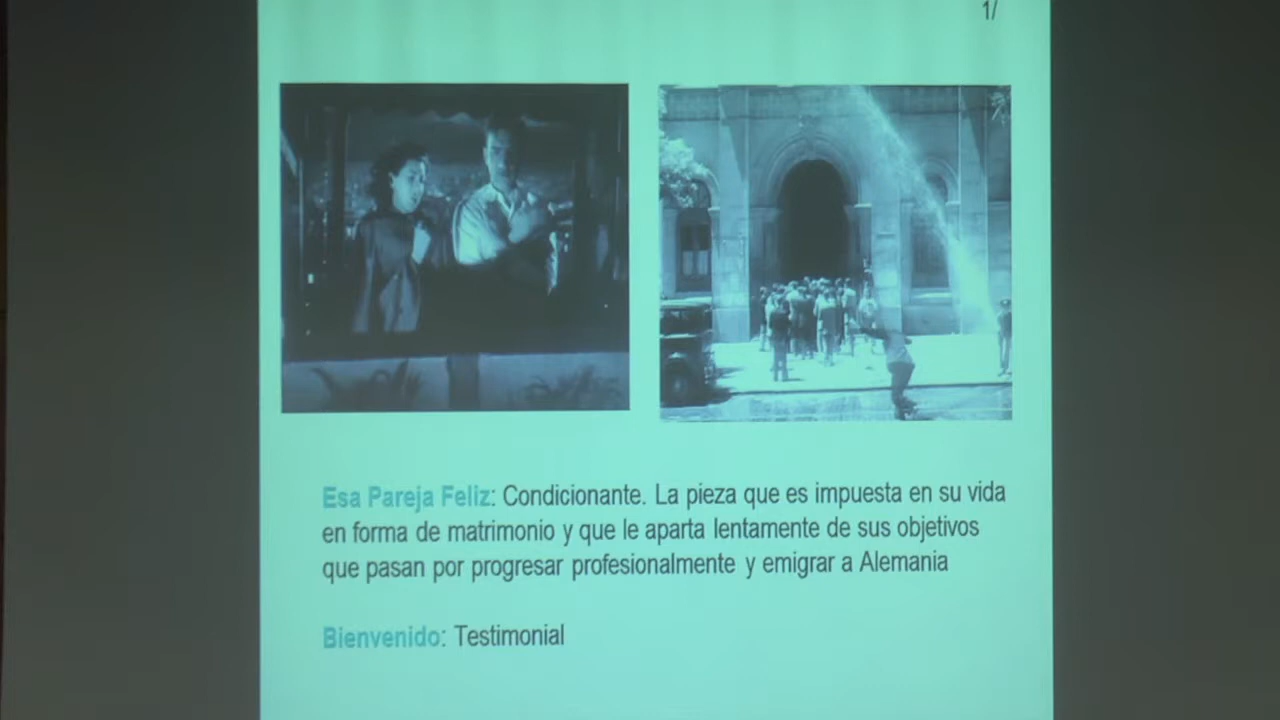 1/
Esa Pareja Feliz: Condicionante. La pieza que es impuesta en su vida
en forma de matrimonio y que le aparta lentamente de sus objetivos
que pasan por progresar profesionalmente y emigrar a Alemania
Bienvenido: Testimonial